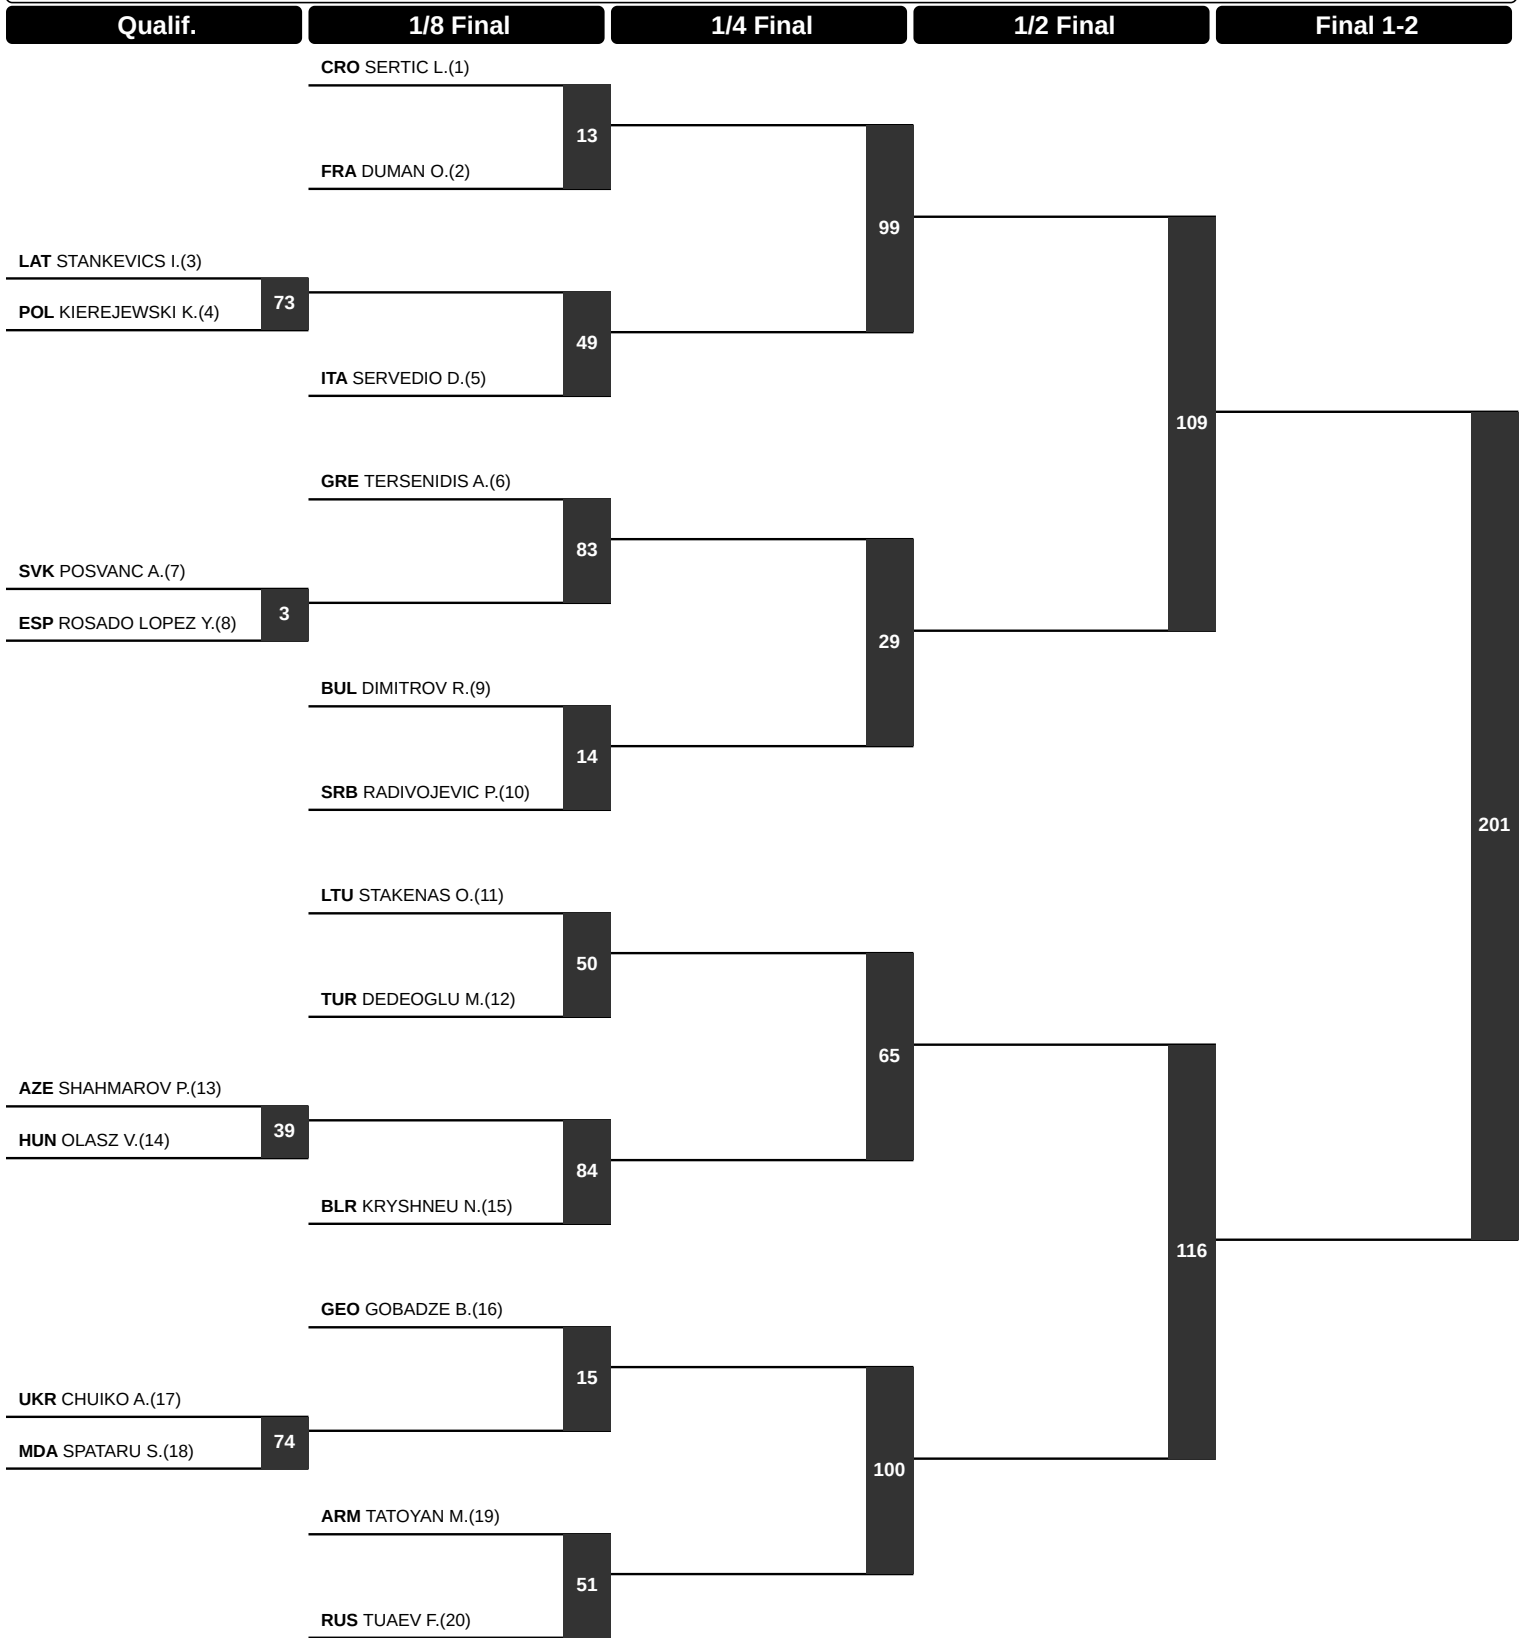 Qualif.
1/8 Final
1/4 Final
1/2 Final
Final 1-2
CRO SERTIC L.(1)
13
FRA DUMAN O.(2)
99
LAT STANKEVICS I.(3)
73
POL KIEREJEWSKI K.(4)
49
ITA SERVEDIO D.(5)
109
GRE TERSENIDIS A.(6)
83
SVK POSVANC A.(7)
3
ESP ROSADO LOPEZ Y.(8)
29
BUL DIMITROV R.(9)
14
SRB RADIVOJEVIC P.(10)
201
LTU STAKENAS O.(11)
50
TUR DEDEOGLU M.(12)
65
AZE SHAHMAROV P.(13)
39
HUN OLASZ V.(14)
84
BLR KRYSHNEU N.(15)
116
GEO GOBADZE B.(16)
15
UKR CHUIKO A.(17)
74
MDA SPATARU S.(18)
100
ARM TATOYAN M.(19)
51
RUS TUAEV F.(20)